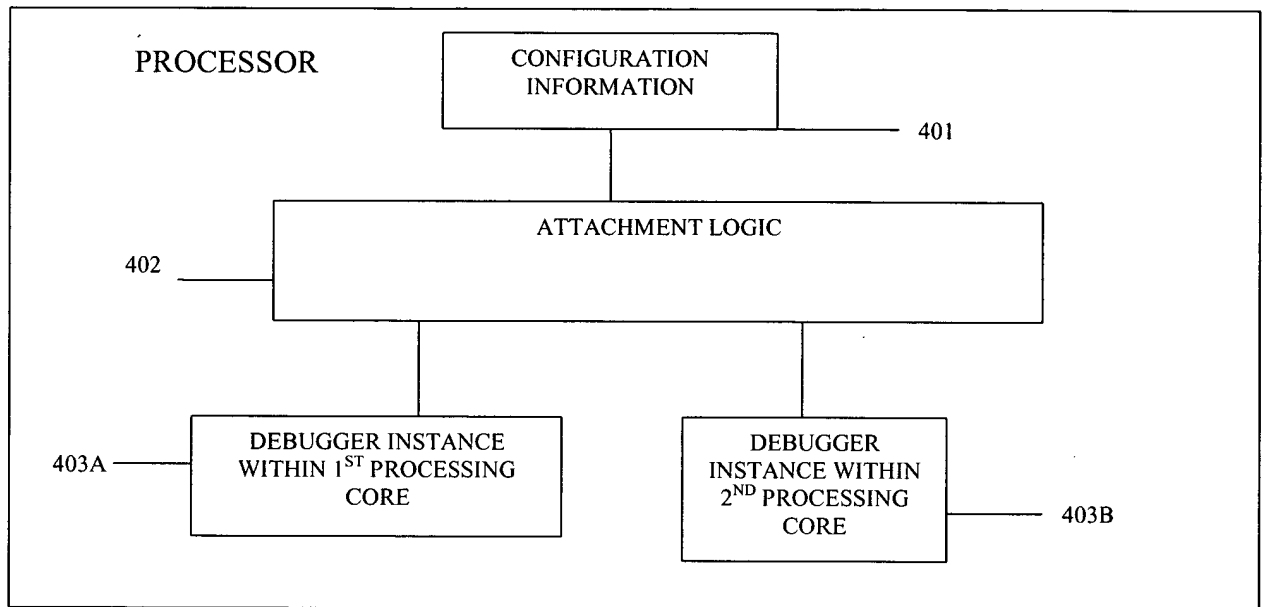 PROCESSOR
CONFIGURATION
INFORMATION
401
ATTACHMENT LOGIC
402
DEBUGGER INSTANCE
WITHIN 1ST PROCESSING
CORE
403A
DEBUGGER
INSTANCE WITHIN
2ND PROCESSING
CORE
403B